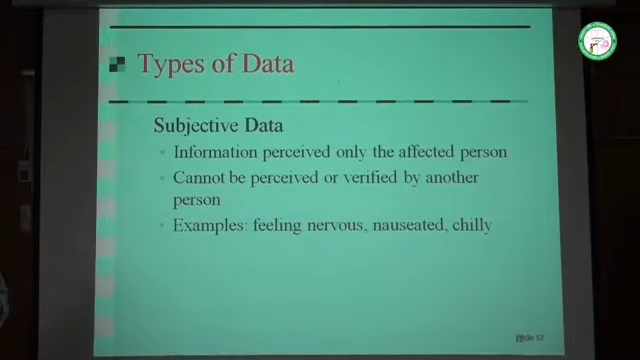 Types of Data
Subjective Data
Information perceived only the affected person
Cannot be perceived or verified by another
person
Examples: feeling nervous, nauseated, chilly